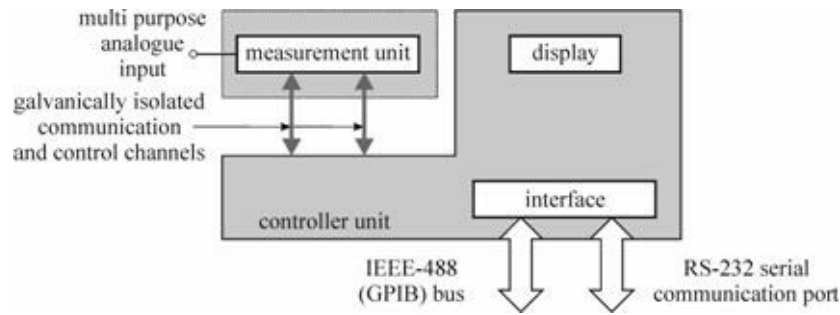 multi purpose
analogue
input
measurement unit
display
galvanically isolated
communication
and control channels
interface
controller unit
IEEE-488
(GPIB) bus
RS-232 serial
communication port